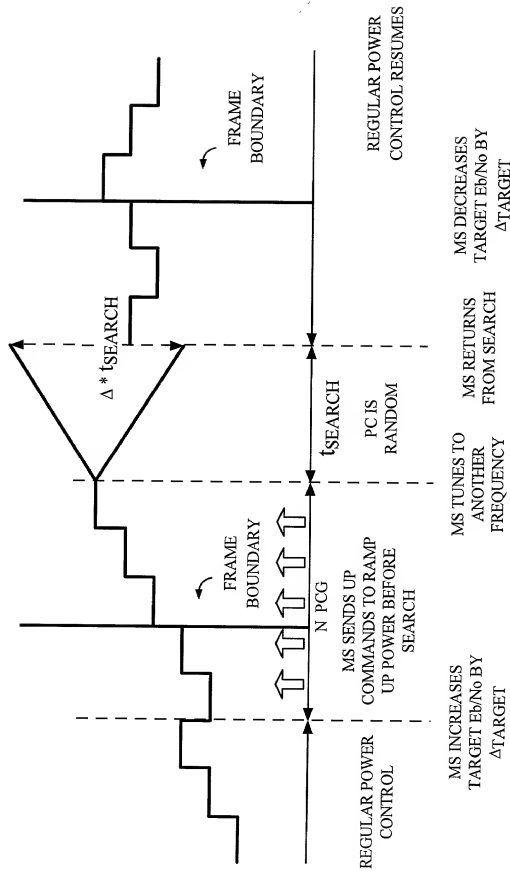 Δ * tSEARCH
FRAME
BOUNDARY
FRAME
BOUNDARY
N PCG
tSEARCH
REGULAR POWER
CONTROL
MS SENDS UP
COMMANDS TO RAMP
UP POWER BEFORE
SEARCH
PC IS
RANDOM
REGULAR POWER
CONTROL RESUMES
MS INCREASES
TARGET Eb/No BY
ΔTARGET
MS TUNES TO
ANOTHER
FREQUENCY
MS RETURNS
FROM SEARCH
MS DECREASES
TARGET Eb/No BY
ΔTARGET